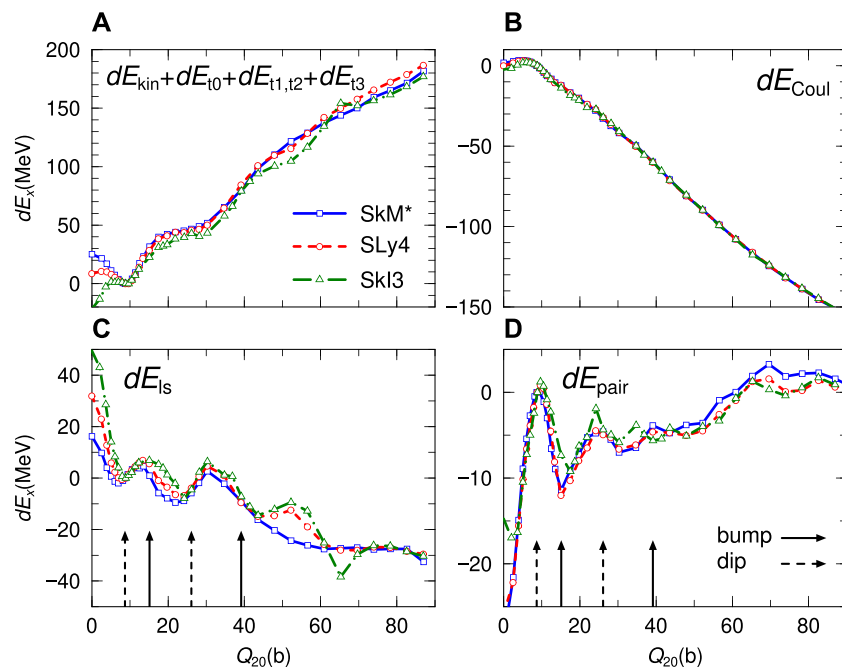 A
B
200
150
100
50
0
dE_x(MeV)
dE_kin+dE_t0+dE_t1,t2+dE_t3
SkM*
SLy4
SkI3
0
−50
−100
−150
dE_Coul
C
D
40
20
0
−20
−40
dE_x(MeV)
dE_ls
0
−10
−20
dE_pair
bump
dip
0 20 40 60 80
0 20 40 60 80
Q_20(b)
Q_20(b)